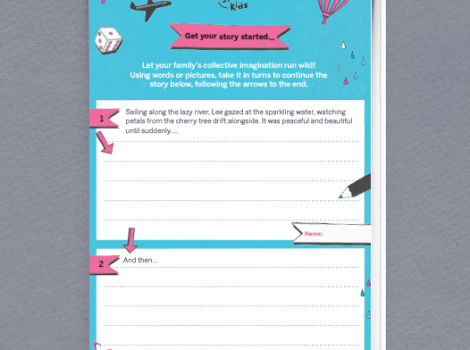 Kids
Get your story started...
Let your family's collective imagination run wild!
Using words or pictures, take it in turns to continue the
story below, following the arrows to the end.
1
Sailing along the lazy river, Lee gazed at the sparkling water, watching
petals from the cherry tree drift alongside. It was peaceful and beautiful
until suddenly....
Name:
2
And then...